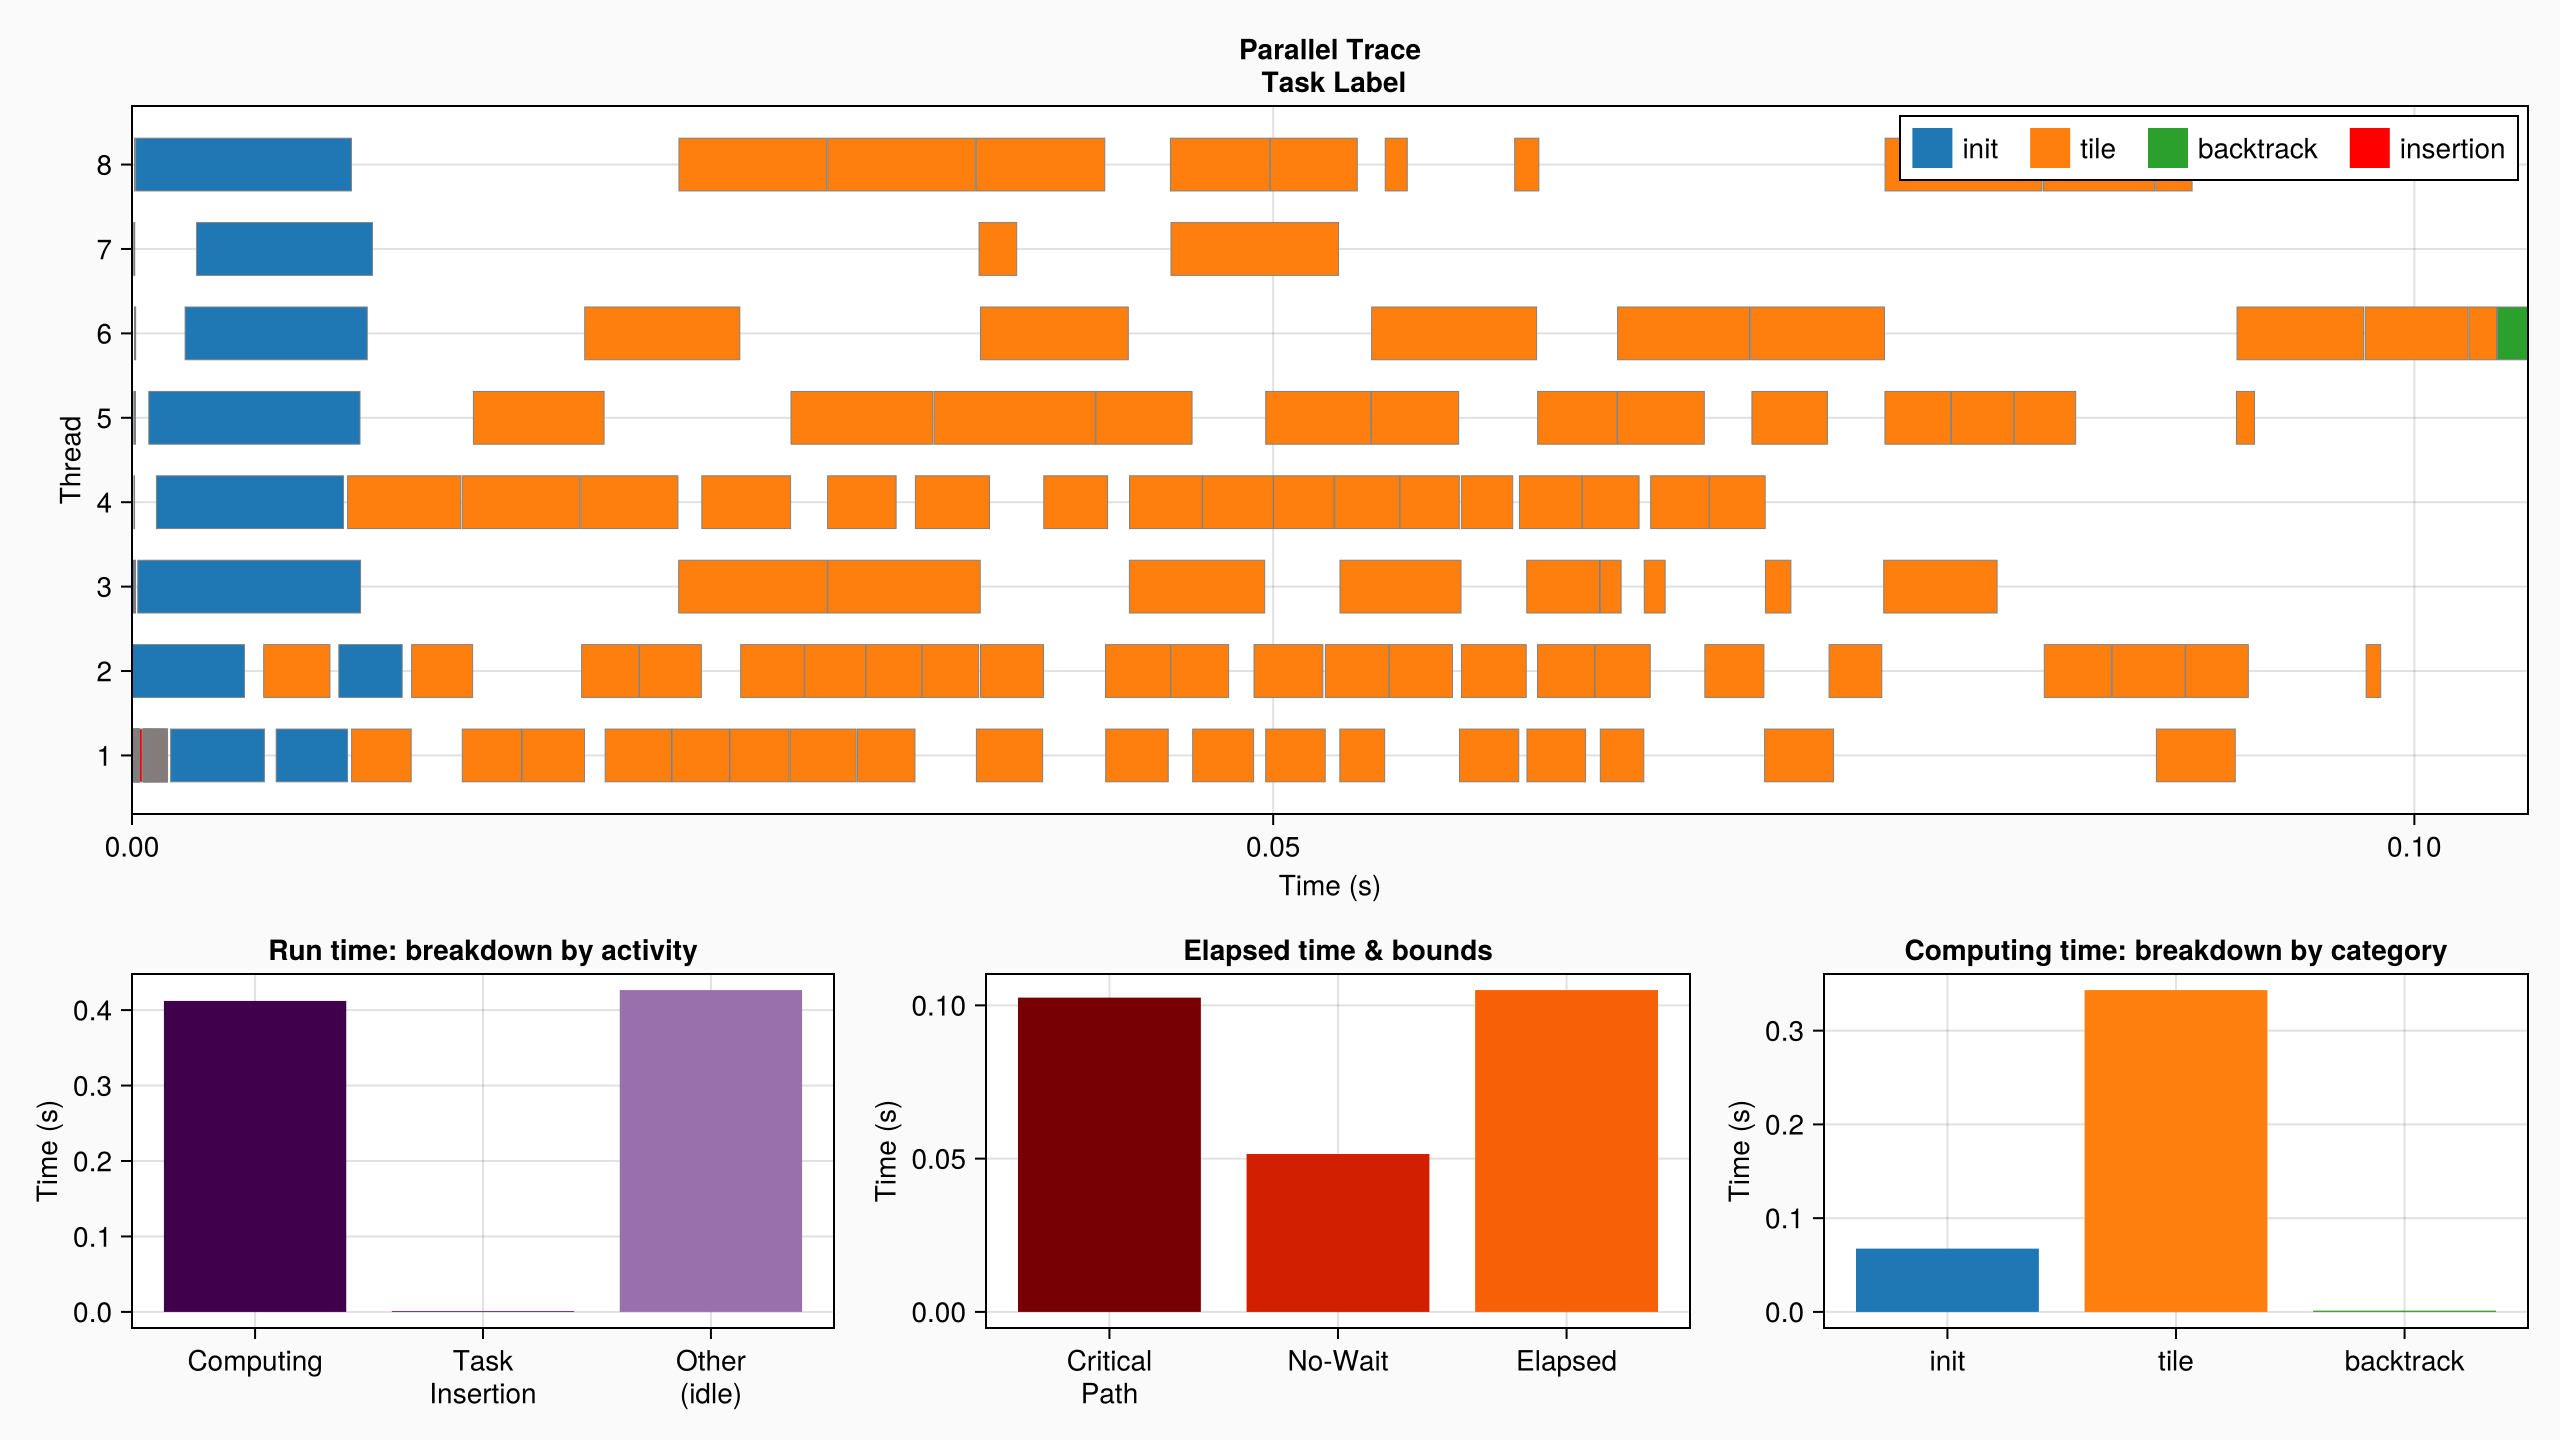 Parallel Trace
Task Label
init tile backtrack insertion
8
7
6
5
4
3
2
1
Thread
0.00 0.05 0.10
Time (s)
Run time: breakdown by activity
0.4
0.3
0.2
0.1
0.0
Time (s)
Computing Task Insertion Other (idle)
Elapsed time & bounds
0.10
0.05
0.00
Time (s)
Critical Path No-Wait Elapsed
Computing time: breakdown by category
0.3
0.2
0.1
0.0
Time (s)
init tile backtrack